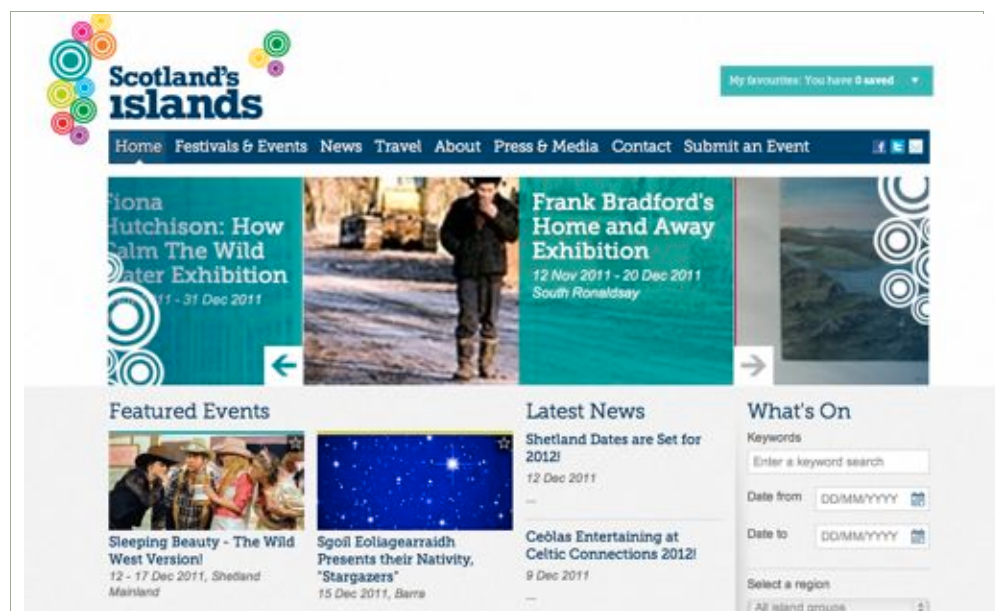 Scotland's
islands
My favourites: You have 0 saved
Home Festivals & Events News Travel About Press & Media Contact Submit an Event
Fiona
Hutchison: How
Calm The Wild
Water Exhibition
11 - 31 Dec 2011
Frank Bradford's
Home and Away
Exhibition
12 Nov 2011 - 20 Dec 2011
South Ronaldsay
Featured Events
Sleeping Beauty - The Wild
West Version!
12 - 17 Dec 2011, Shetland
Mainland
Sgoil Eoliagearraidh
Presents their Nativity,
"Stargazers"
15 Dec 2011, Barra
Latest News
Shetland Dates are Set for
2012!
12 Dec 2011
...
Ceòlas Entertaining at
Celtic Connections 2012!
9 Dec 2011
...
What's On
Keywords
Enter a keyword search
Date from DD/MM/YYYY
Date to DD/MM/YYYY
Select a region
All island groups